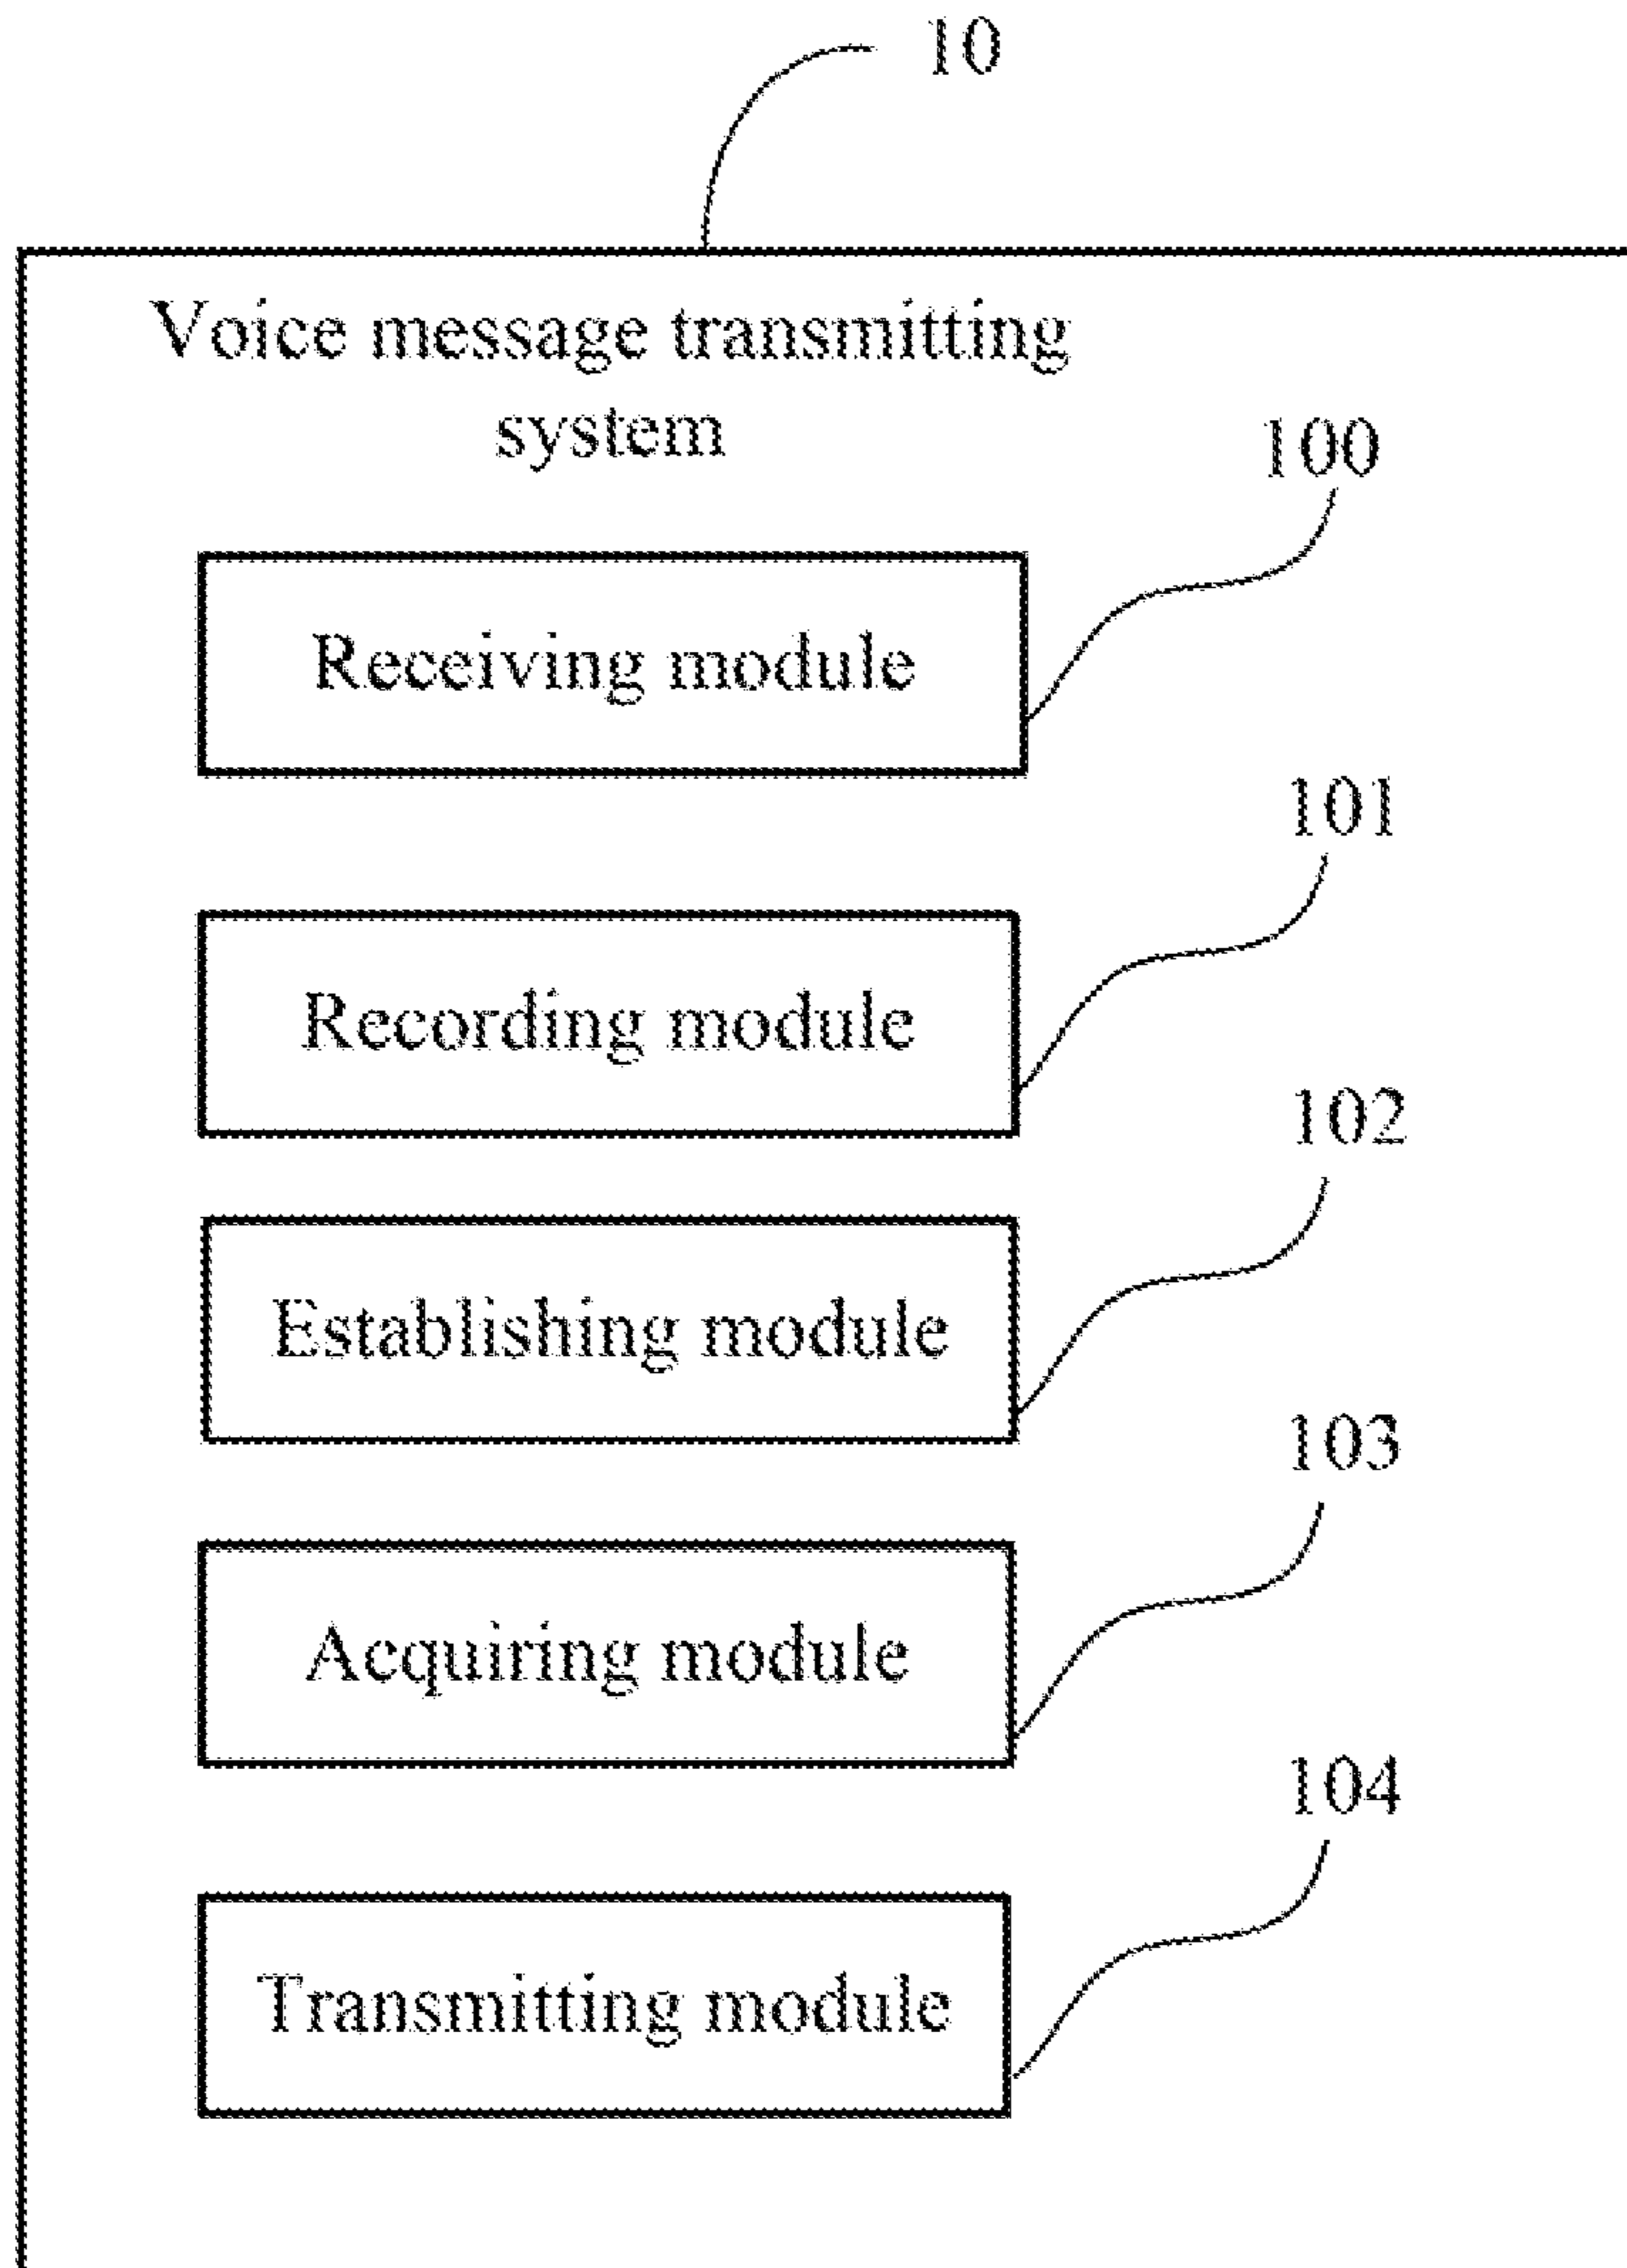 10
Voice message transmitting
system
100
Receiving module
101
Recording module
102
Establishing module
103
Acquiring module
104
Transmitting module